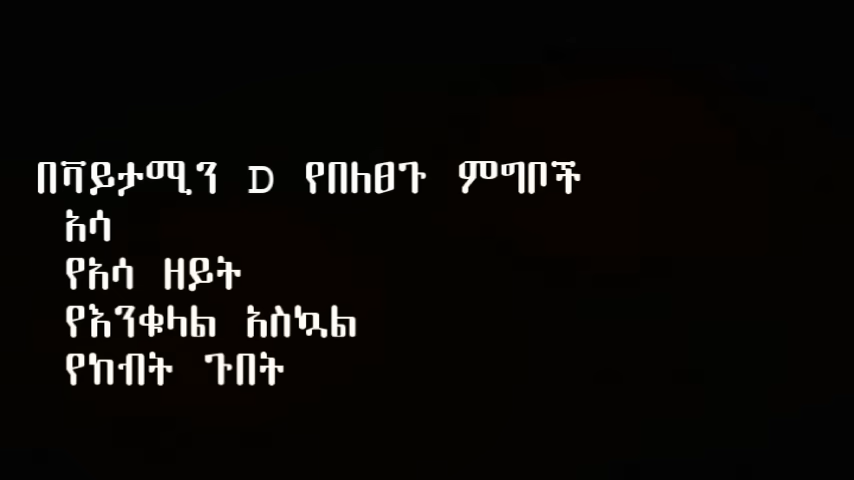 በቫይታሚን D የበለፀጉ ምግቦች
አሳ
የአሳ ዘይት
የእንቁላል አስኳል
የከብት ጉበት